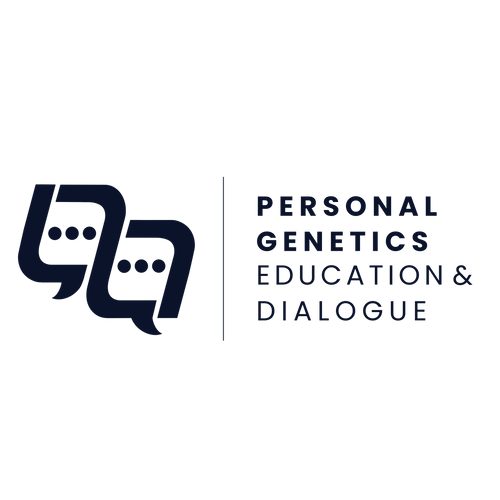 PERSONAL
GENETICS
EDUCATION &
DIALOGUE